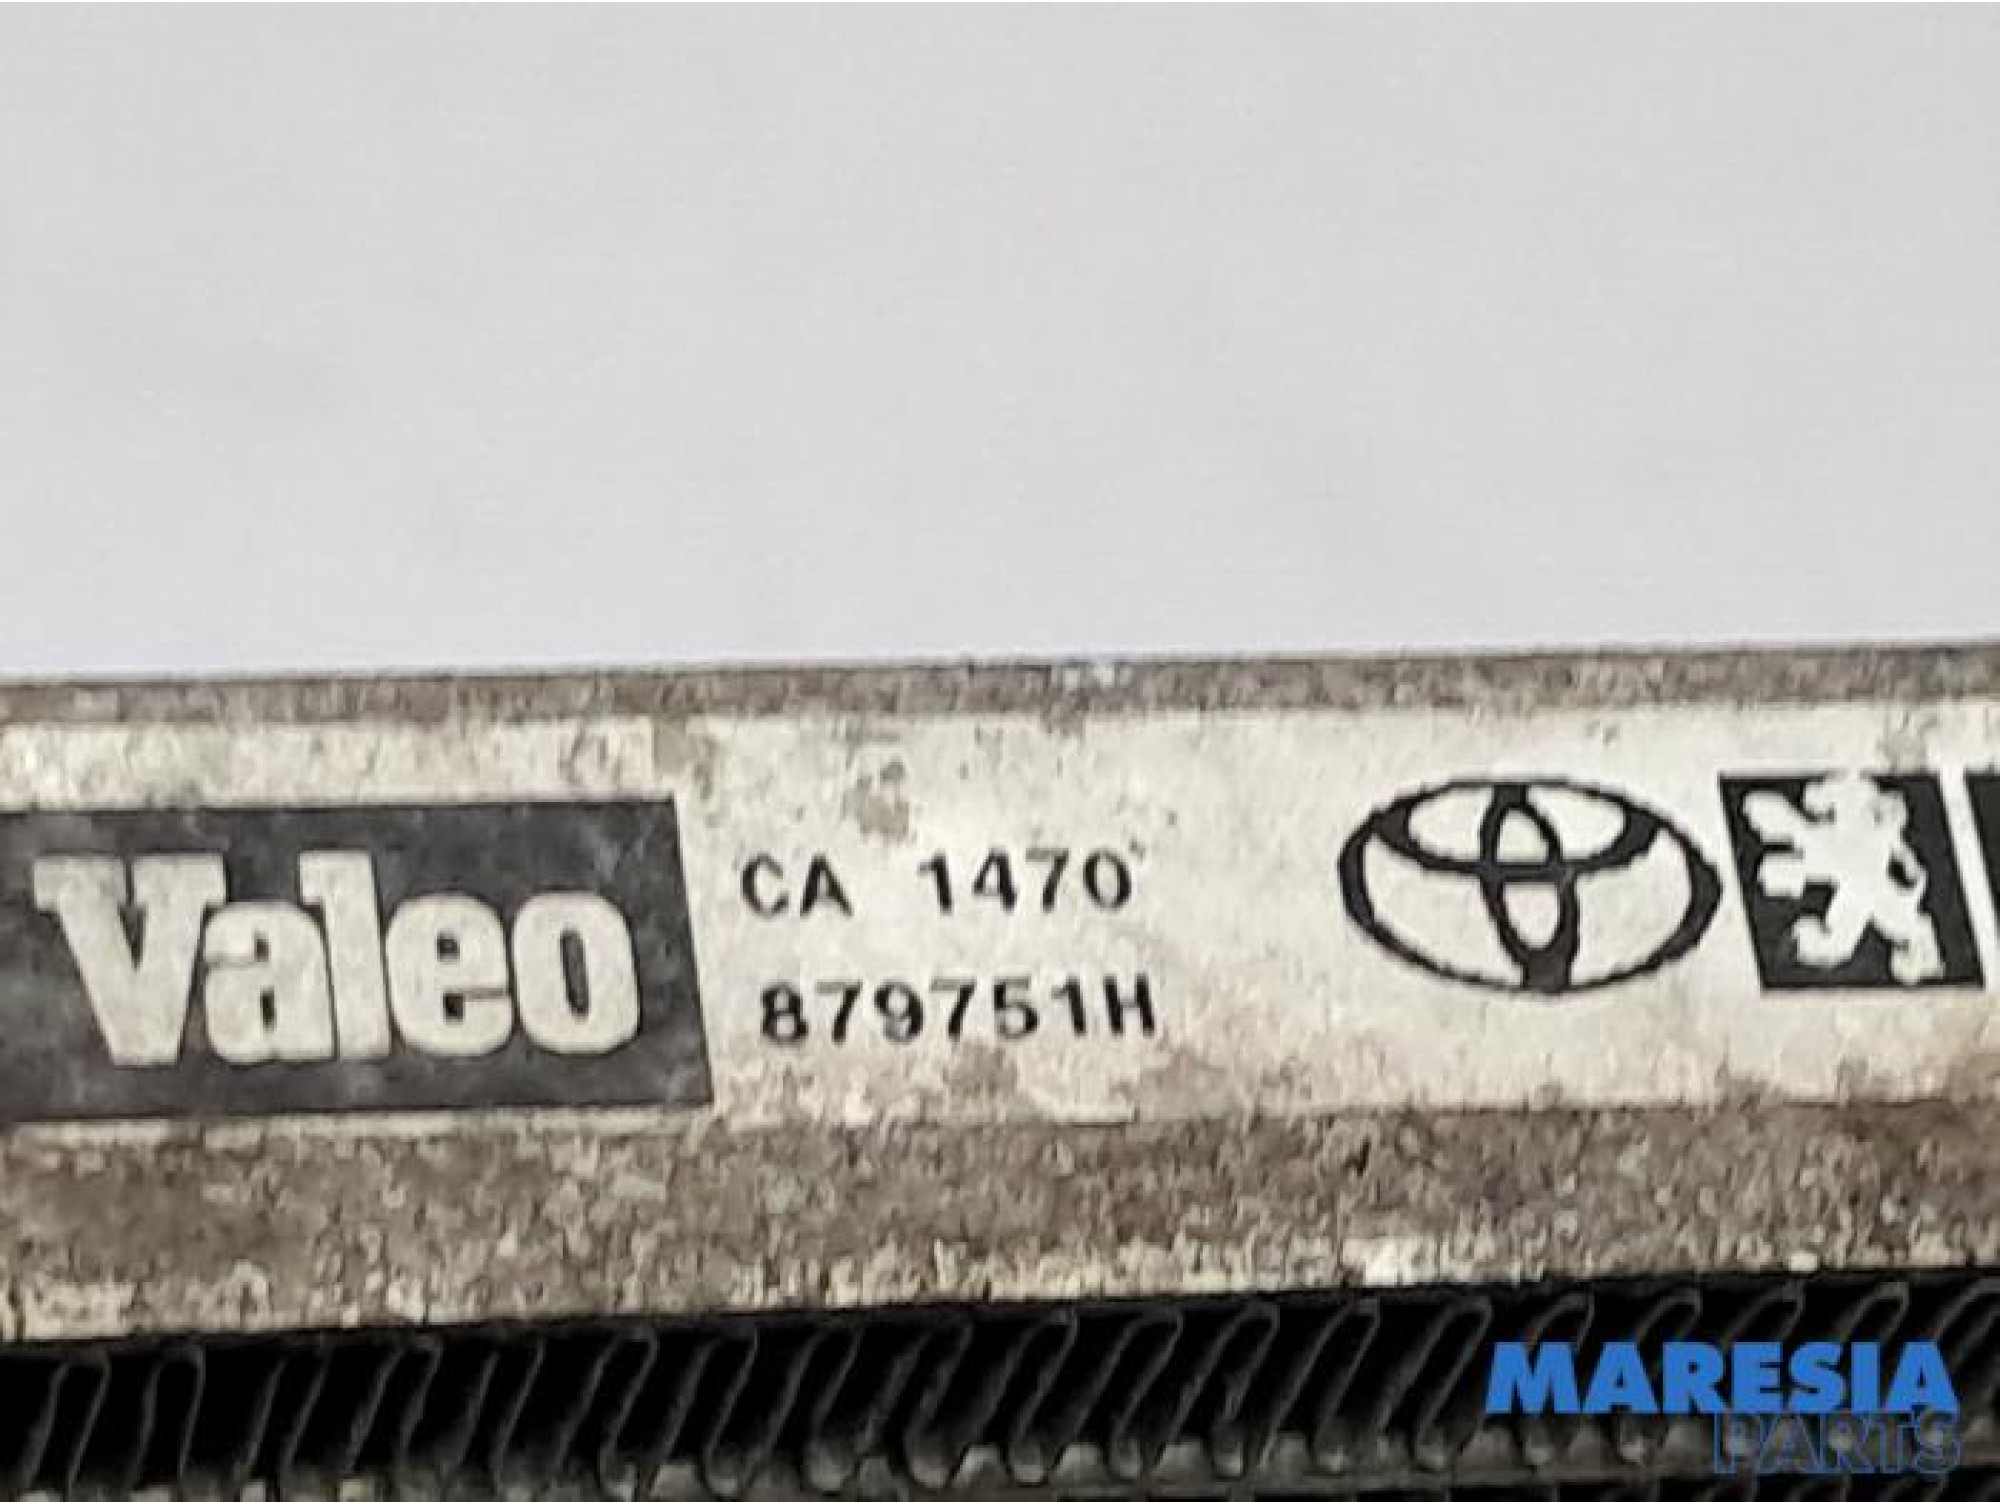 Valeo
CA 1470
879751H
MARESIA
PARTS